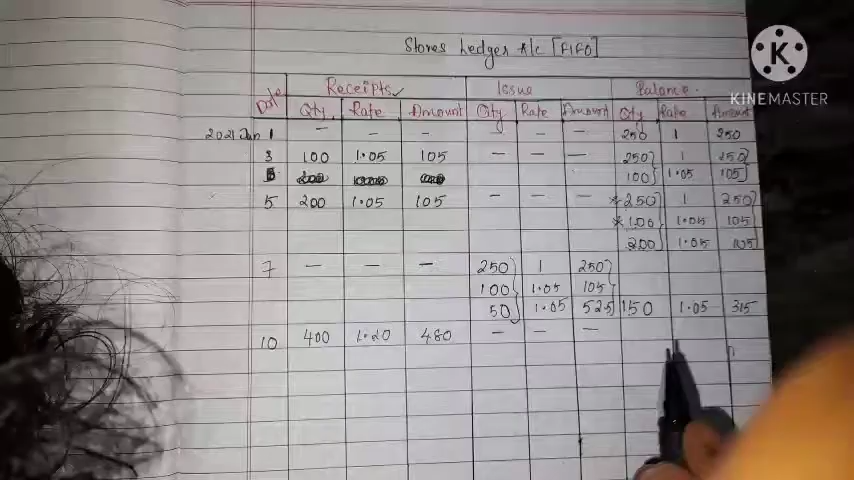 Stores Ledger A/c [FIFO]
KINEMASTER
Date Receipts Issue Balance
Qty Rate Amount Qty Rate Amount Qty Rate Amount
2021 Jan 1 — — — — — 250 1 250
3 100 1.05 105 — — — 250 1 250
100 1.05 105
5 200 1.05 105 — — — *250 1 250
*100 1.05 105
200 1.05 105
7 — — — 250 1 250
100 1.05 105
50 1.05 525 150 1.05 315
10 400 1.20 480 — — —